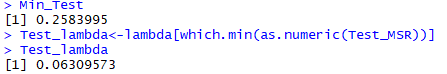 > Min_Test
[1] 0.2583995
> Test_lambda<-lambda[which.min(as.numeric(Test_MSR))]
> Test_lambda
[1] 0.06309573